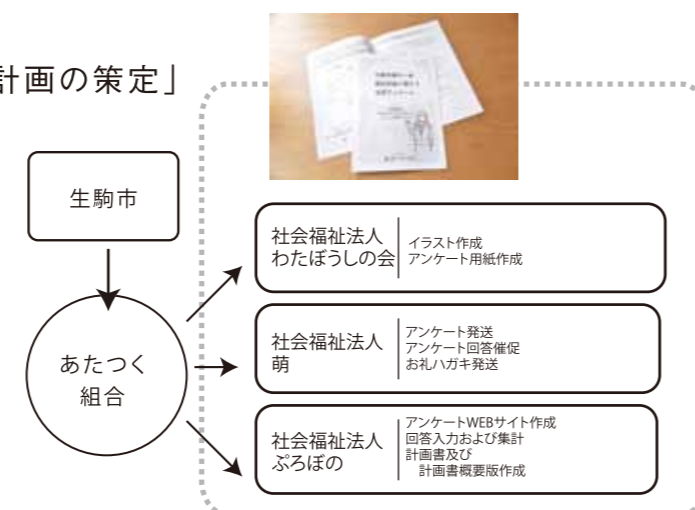 計画の策定」
生駒市
あたつく
組合
社会福祉法人
わたぼうしの会
イラスト作成
アンケート用紙作成
社会福祉法人
萌
アンケート発送
アンケート回答催促
お礼ハガキ発送
社会福祉法人
ぷろぼの
アンケートWEBサイト作成
回答入力および集計
計画書及び
計画書概要版作成